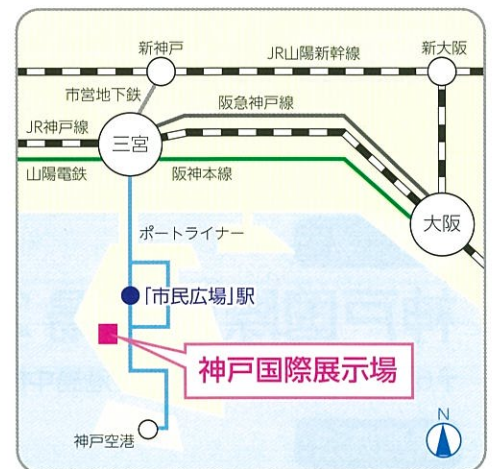 新神戸
JR山陽新幹線
新大阪
市営地下鉄
阪急神戸線
JR神戸線
三宮
山陽電鉄
阪神本線
大阪
ポートライナー
「市民広場」駅
神戸国際展示場
神戸空港
N